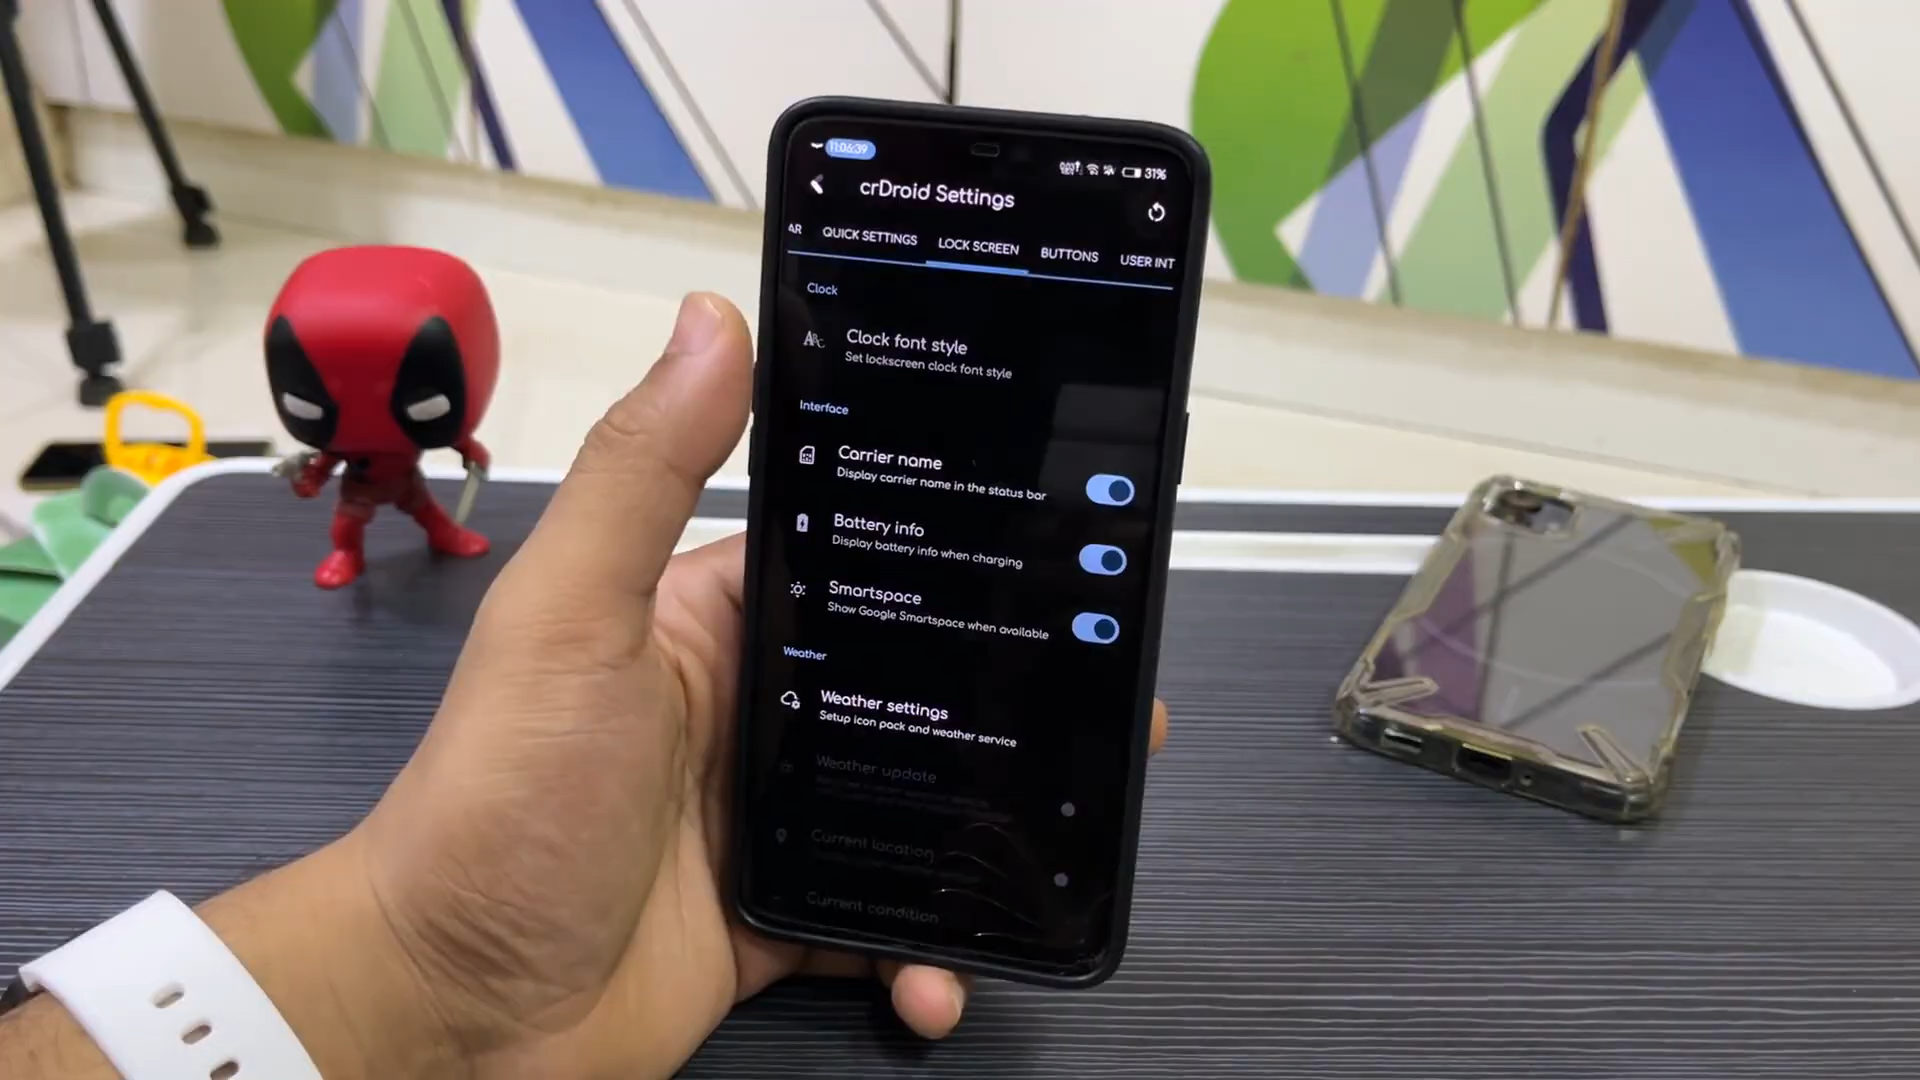 11:06:39
31%
crDroid Settings
AR QUICK SETTINGS LOCK SCREEN BUTTONS USER INT
Clock
Clock font style
Set lockscreen clock font style
Interface
Carrier name
Display carrier name in the status bar
Battery info
Display battery info when charging
Smartspace
Show Google Smartspace when available
Weather
Weather settings
Setup icon pack and weather service
Weather update
Current location
Current condition